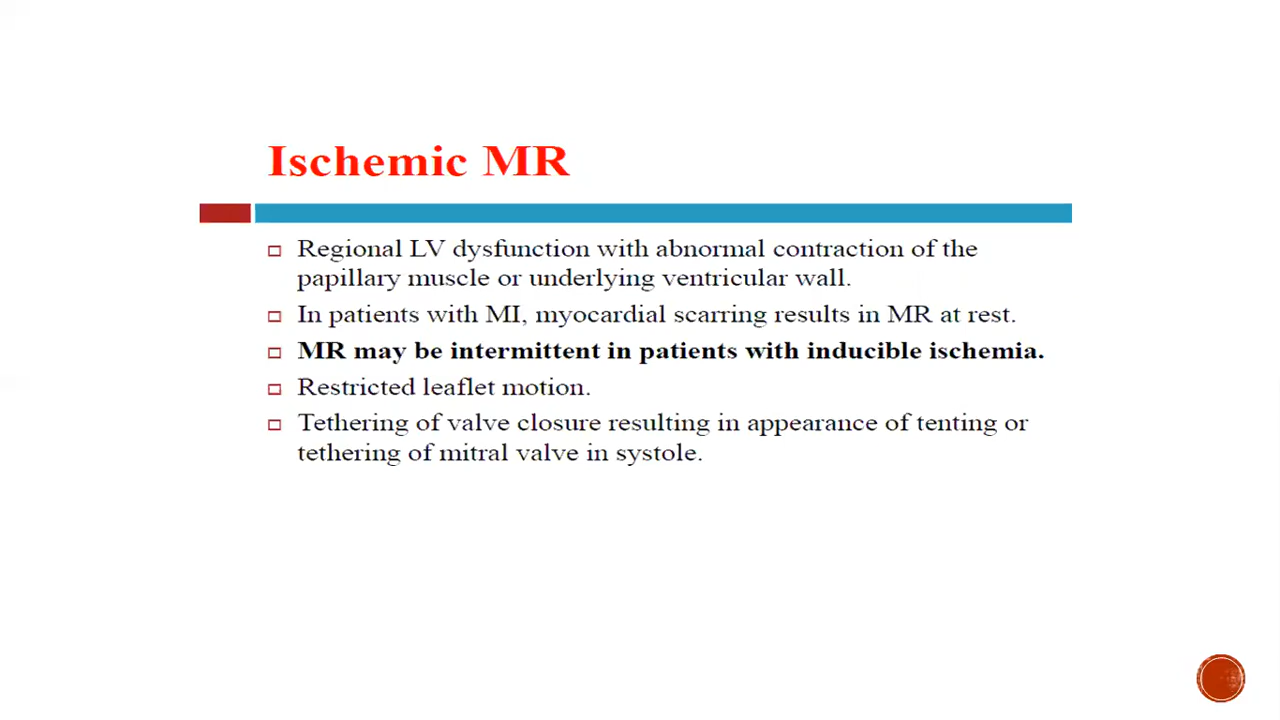 Ischemic MR
Regional LV dysfunction with abnormal contraction of the
papillary muscle or underlying ventricular wall.
In patients with MI, myocardial scarring results in MR at rest.
MR may be intermittent in patients with inducible ischemia.
Restricted leaflet motion.
Tethering of valve closure resulting in appearance of tenting or
tethering of mitral valve in systole.